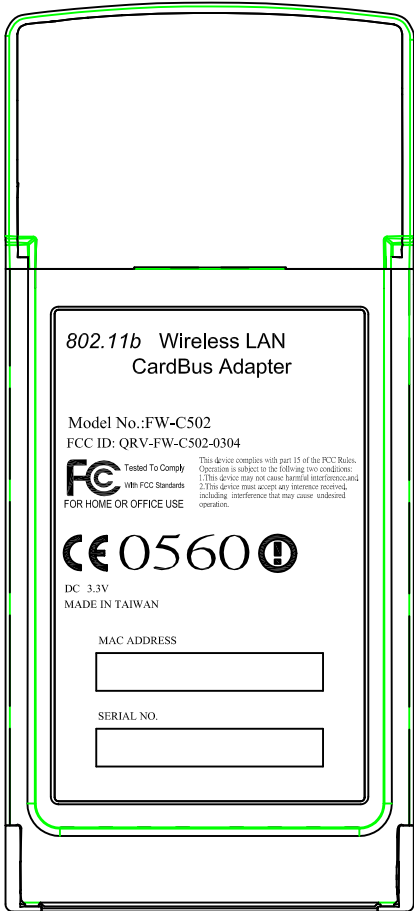 802.11b Wireless LAN
CardBus Adapter
Model No.:FW-C502
FCC ID: QRV-FW-C502-0304
FC Tested To Comply
With FCC Standards
FOR HOME OR OFFICE USE
This device complies with part 15 of the FCC Rules.
Operation is subject to the follwing two conditions:
1.This device may not cause harmful interference,and
2.This device must accept any interence received,
including interference that may cause undesired
operation.
CE 0560
DC 3.3V
MADE IN TAIWAN
MAC ADDRESS
SERIAL NO.